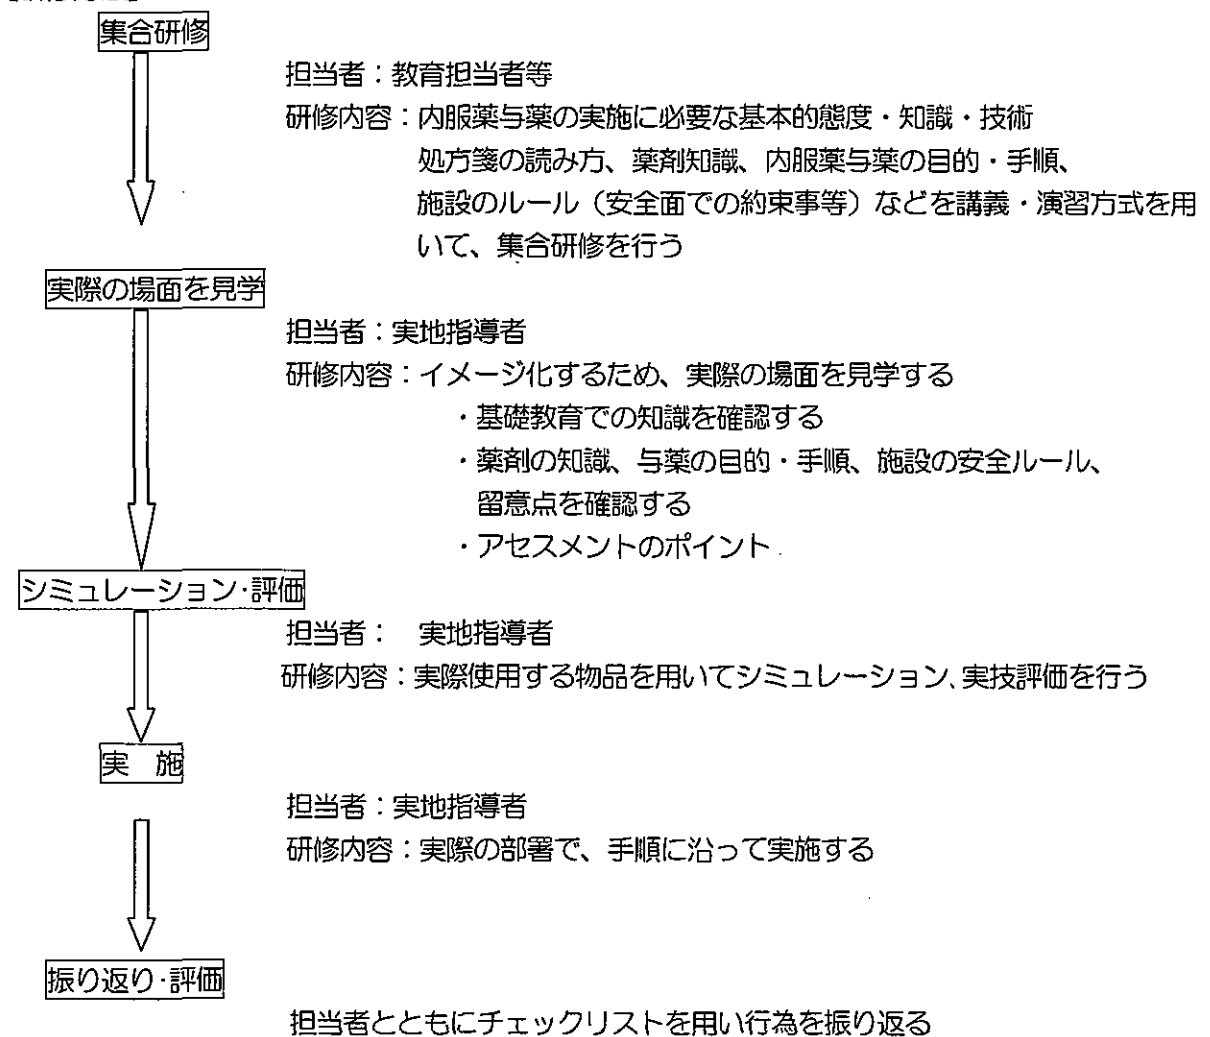 集合研修
担当者：教育担当者等
研修内容：内服薬与薬の実施に必要な基本的態度・知識・技術
処方箋の読み方、薬剤知識、内服薬与薬の目的・手順、
施設のルール（安全面での約束事等）などを講義・演習方式を用
いて、集合研修を行う
実際の場面を見学
担当者：実地指導者
研修内容：イメージ化するため、実際の場面を見学する
・基礎教育での知識を確認する
・薬剤の知識、与薬の目的・手順、施設の安全ルール、
留意点を確認する
・アセスメントのポイント
シミュレーション・評価
担当者：　実地指導者
研修内容：実際使用する物品を用いてシミュレーション、実技評価を行う
実　施
担当者：実地指導者
研修内容：実際の部署で、手順に沿って実施する
振り返り・評価
担当者とともにチェックリストを用い行為を振り返る